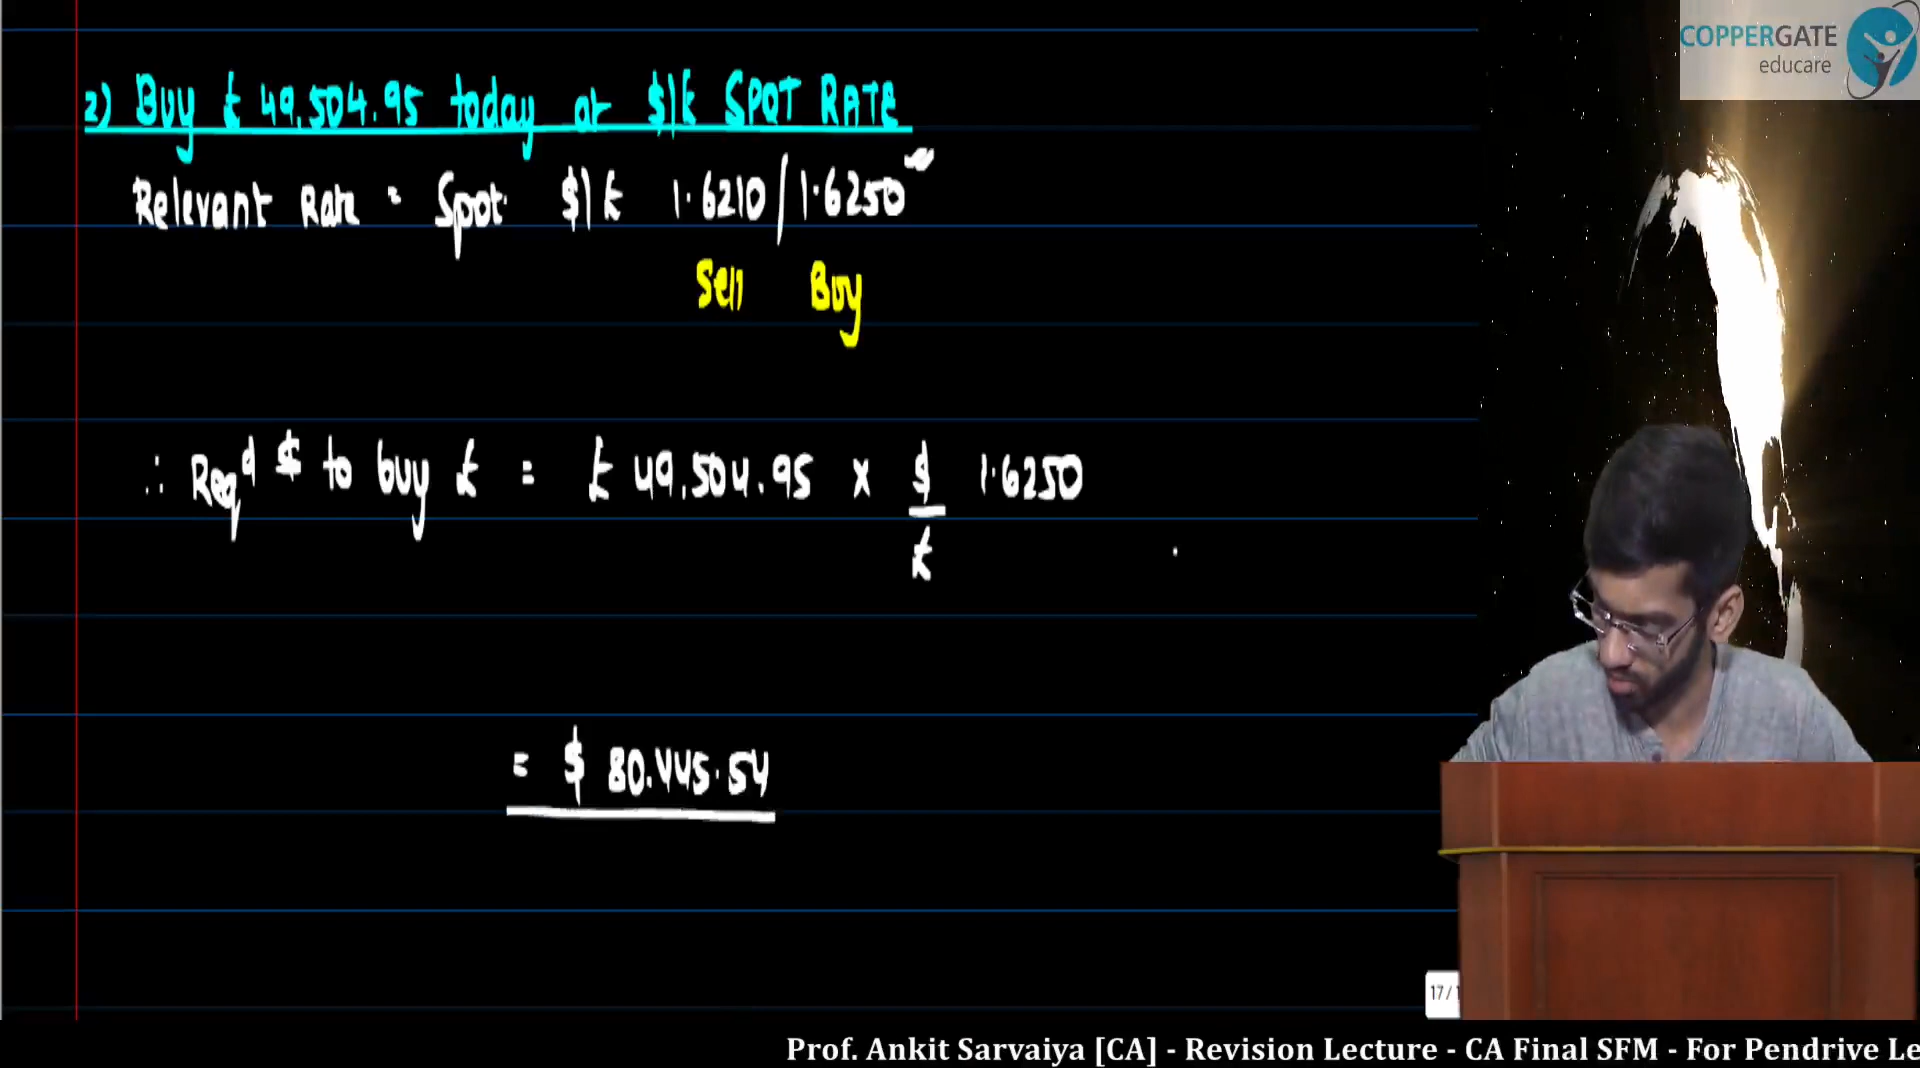 COPPERGATE
educare
2) Buy £ 49,504.95 today at $/£ SPOT RATE
Relevant Rate = Spot $/£ 1.6210 / 1.6250
Sell Buy
∴ Reqd $ to buy £ = £ 49,504.95 x $ 1.6250
£
= $ 80,445.54
17/1
Prof. Ankit Sarvaiya [CA] - Revision Lecture - CA Final SFM - For Pendrive Le